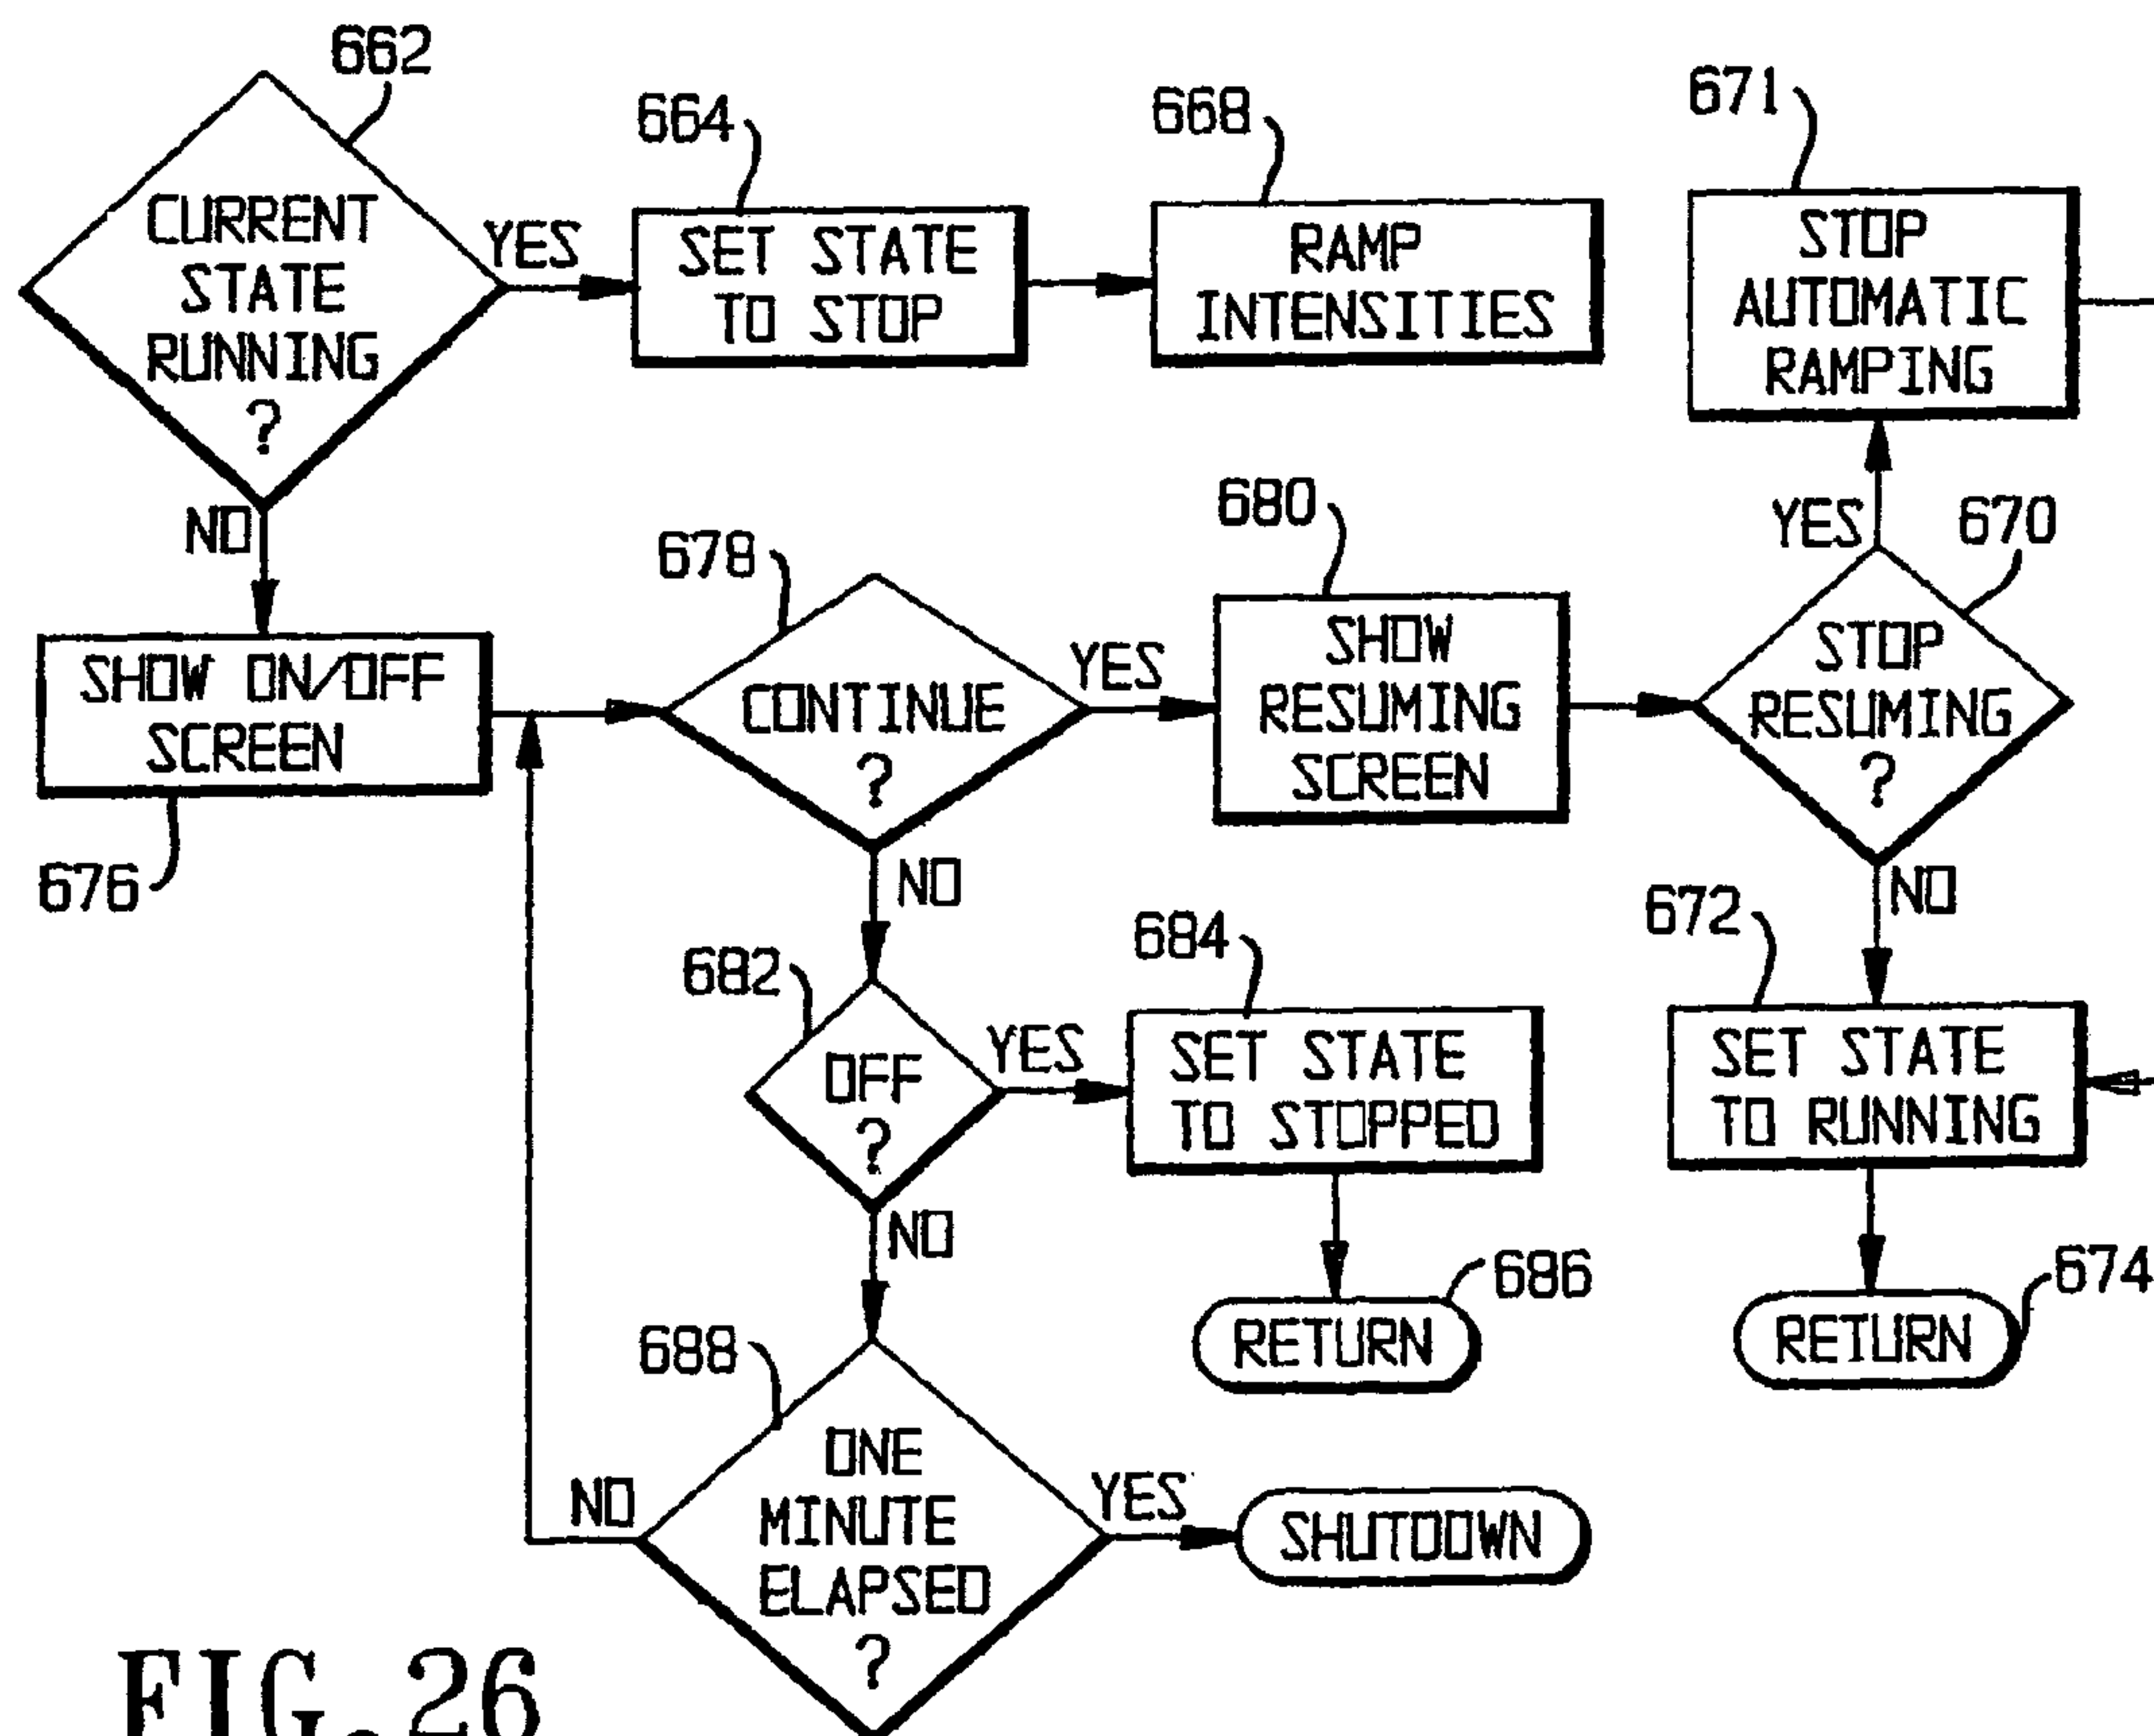 662
CURRENT
STATE
RUNNING
?
YES
NO
664
SET STATE
TO STOP
668
RAMP
INTENSITIES
671
STOP
AUTOMATIC
RAMPING
SHOW ON/OFF
SCREEN
676
678
CONTINUE
?
YES
NO
680
SHOW
RESUMING
SCREEN
670
STOP
RESUMING
?
YES
NO
682
OFF
?
YES
NO
684
SET STATE
TO STOPPED
686
RETURN
672
SET STATE
TO RUNNING
674
RETURN
688
ONE
MINUTE
ELAPSED
?
NO
YES
SHUTDOWN
FIG. 26